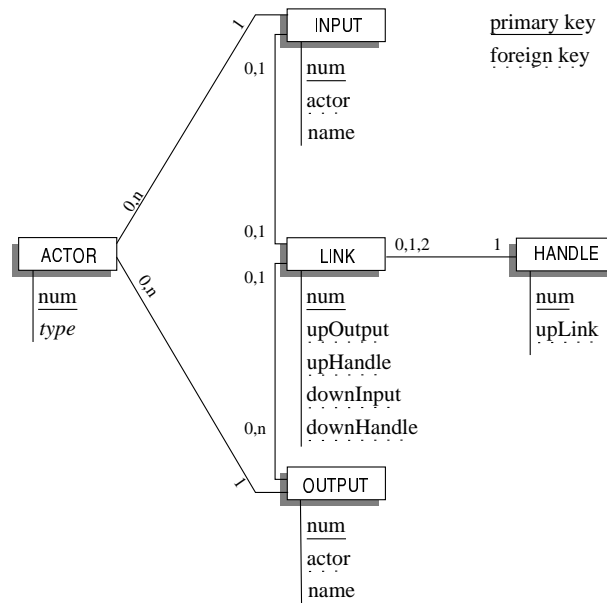 INPUT
primary key
foreign key
1
0,1
num
actor
name
0,n
ACTOR
num
type
0,n
0,1
0,1
LINK
0,1,2
1
HANDLE
num
upOutput
upHandle
downInput
downHandle
num
upLink
0,n
1
OUTPUT
num
actor
name